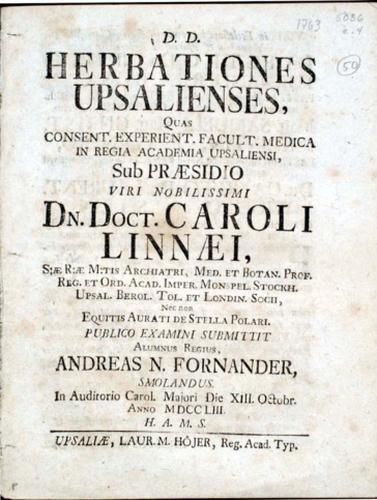 D. D.
1763
5086
c. 4
50
HERBATIONES
UPSALIENSES,
QUAS
CONSENT. EXPERIENT. FACULT. MEDICA
IN REGIA ACADEMIA UPSALIENSI,
SUB PRÆSIDIO
VIRI NOBILISSIMI
DN. DOCT. CAROLI
LINNÆI,
S:Æ R:Æ M:TIS ARCHIATRI, MED. ET BOTAN. PROF.
REG. ET ORD. ACAD. IMPER. MONSPEL. STOCKH.
UPSAL. BEROL. TOL. ET LONDIN. SOCII,
NEC NON
EQUITIS AURATI DE STELLA POLARI.
PUBLICO EXAMINI SUBMITTIT
ALUMNUS REGIUS,
ANDREAS N. FORNANDER,
SMOLANDUS.
In Auditorio Carol. Majori Die XIII. Octobr.
ANNO MDCCLIII.
H. A. M. S.
UPSALIÆ, LAUR. M. HÖJER, Reg. Acad. Typ.